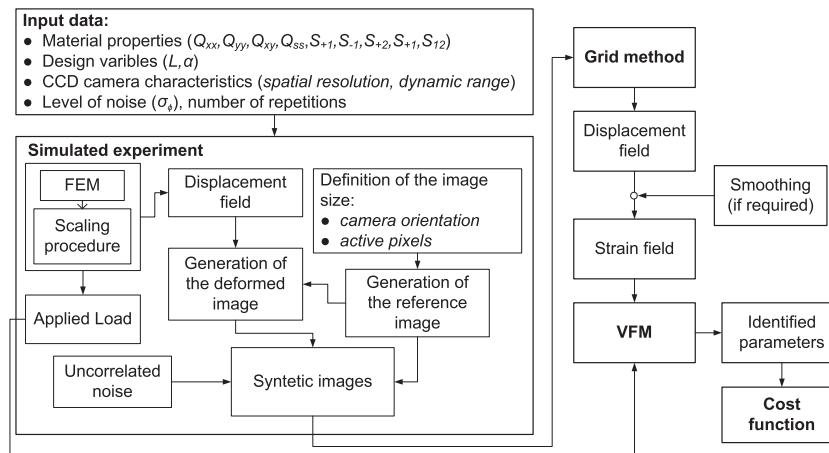 Input data:
● Material properties (Qxx,Qyy,Qxy,Qss,S+1,S-1,S+2,S+1,S12)
● Design varibles (L,α)
● CCD camera characteristics (spatial resolution, dynamic range)
● Level of noise (σϕ), number of repetitions
Simulated experiment
FEM
Scaling
procedure
Displacement
field
Definition of the image
size:
● camera orientation
● active pixels
Generation of
the deformed
image
Generation of
the reference
image
Applied Load
Uncorrelated
noise
Syntetic images
Grid method
Displacement
field
Smoothing
(if required)
Strain field
VFM
Identified
parameters
Cost
function